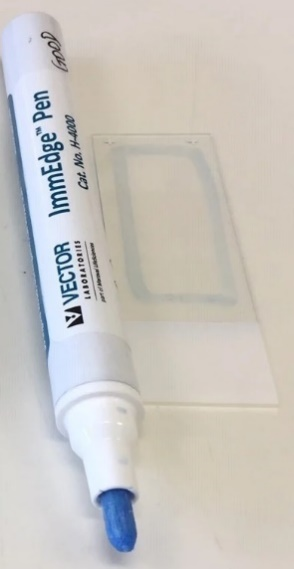 ImmEdge™ Pen GOOD
Cat. No. H-4000
VECTOR
LABORATORIES